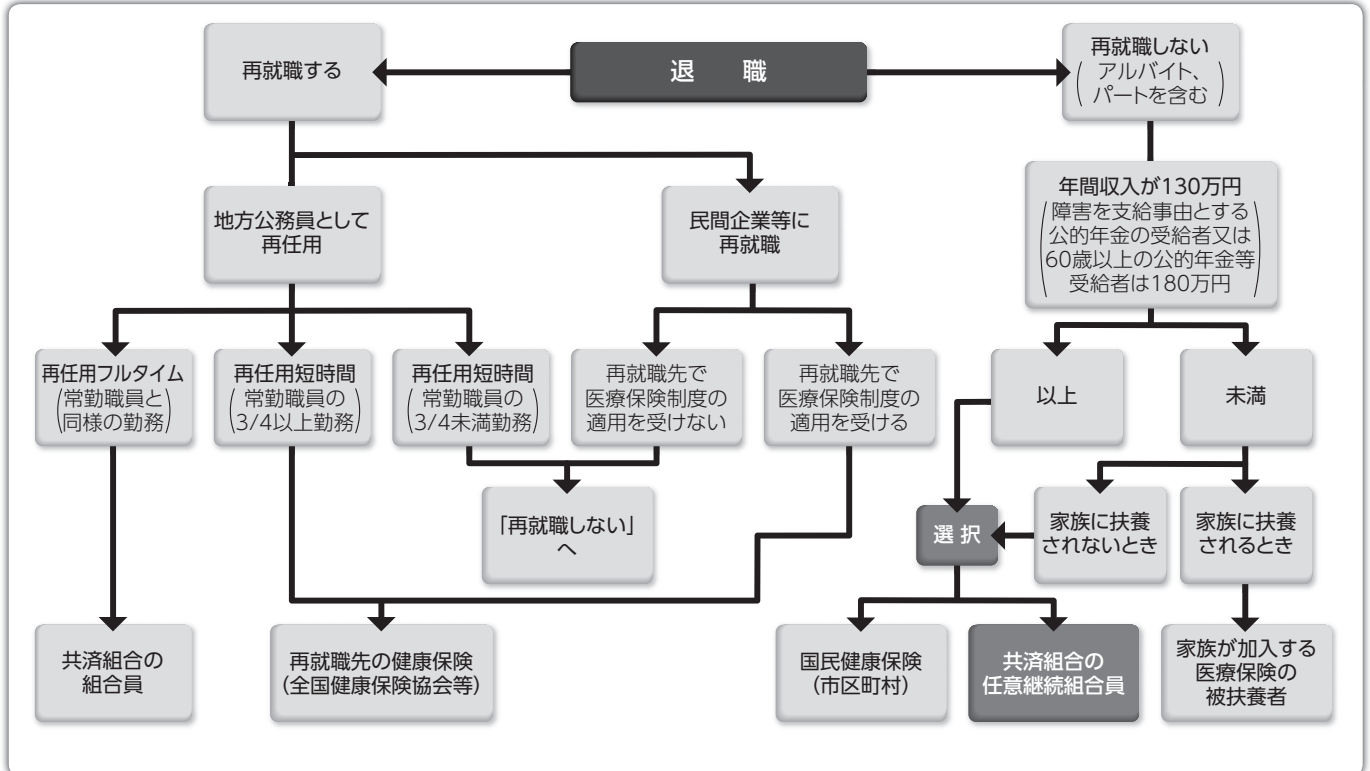 退　職
再就職する
再就職しない
(アルバイト、
パートを含む)
地方公務員として
再任用
民間企業等に
再就職
年間収入が130万円
(障害を支給事由とする
公的年金の受給者又は
60歳以上の公的年金等
受給者は180万円)
再任用フルタイム
(常勤職員と
同様の勤務)
再任用短時間
(常勤職員の
3/4以上勤務)
再任用短時間
(常勤職員の
3/4未満勤務)
再就職先で
医療保険制度の
適用を受けない
再就職先で
医療保険制度の
適用を受ける
以上
未満
「再就職しない」
へ
選択
家族に扶養
されないとき
家族に扶養
されるとき
共済組合の
組合員
再就職先の健康保険
(全国健康保険協会等)
国民健康保険
(市区町村)
共済組合の
任意継続組合員
家族が加入する
医療保険の
被扶養者